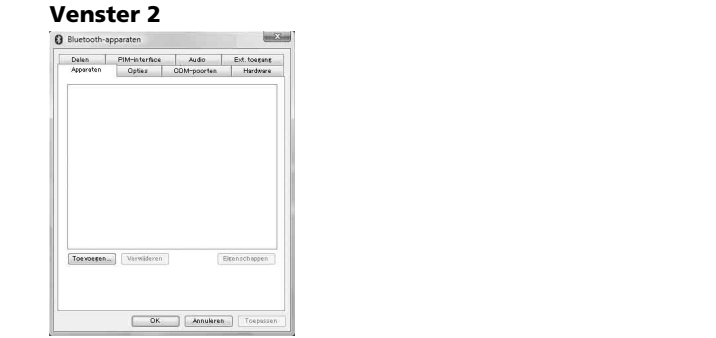 Venster 2
Bluetooth-apparaten
Delen PIM-interface Audio Ext. toegang
Apparaten Opties COM-poorten Hardware
Toevoegen... Verwijderen Eigenschappen
OK Annuleren Toepassen